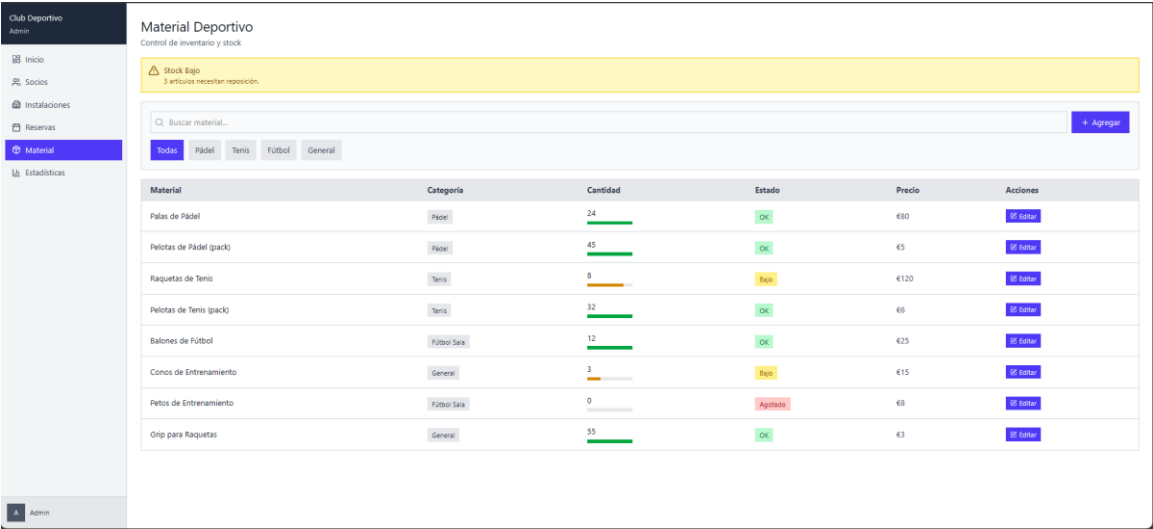 Club Deportivo
Admin
Inicio
Socios
Instalaciones
Reservas
Material
Estadísticas
A Admin
Material Deportivo
Control de inventario y stock
Stock Bajo
3 artículos necesitan reposición.
Buscar material...
+ Agregar
Todas Pádel Tenis Fútbol General
Material Categoría Cantidad Estado Precio Acciones
Palas de Pádel Pádel 24 OK €80 Editar
Pelotas de Pádel (pack) Pádel 45 OK €5 Editar
Raquetas de Tenis Tenis 8 Bajo €120 Editar
Pelotas de Tenis (pack) Tenis 32 OK €6 Editar
Balones de Fútbol Fútbol Sala 12 OK €25 Editar
Conos de Entrenamiento General 3 Bajo €15 Editar
Petos de Entrenamiento Fútbol Sala 0 Agotado €8 Editar
Grip para Raquetas General 55 OK €3 Editar